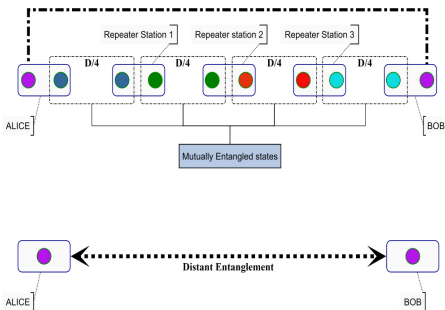 Repeater Station 1
Repeater station 2
Repeater Station 3
D/4
D/4
D/4
D/4
ALICE
BOB
Mutually Entangled states
Distant Entanglement
ALICE
BOB